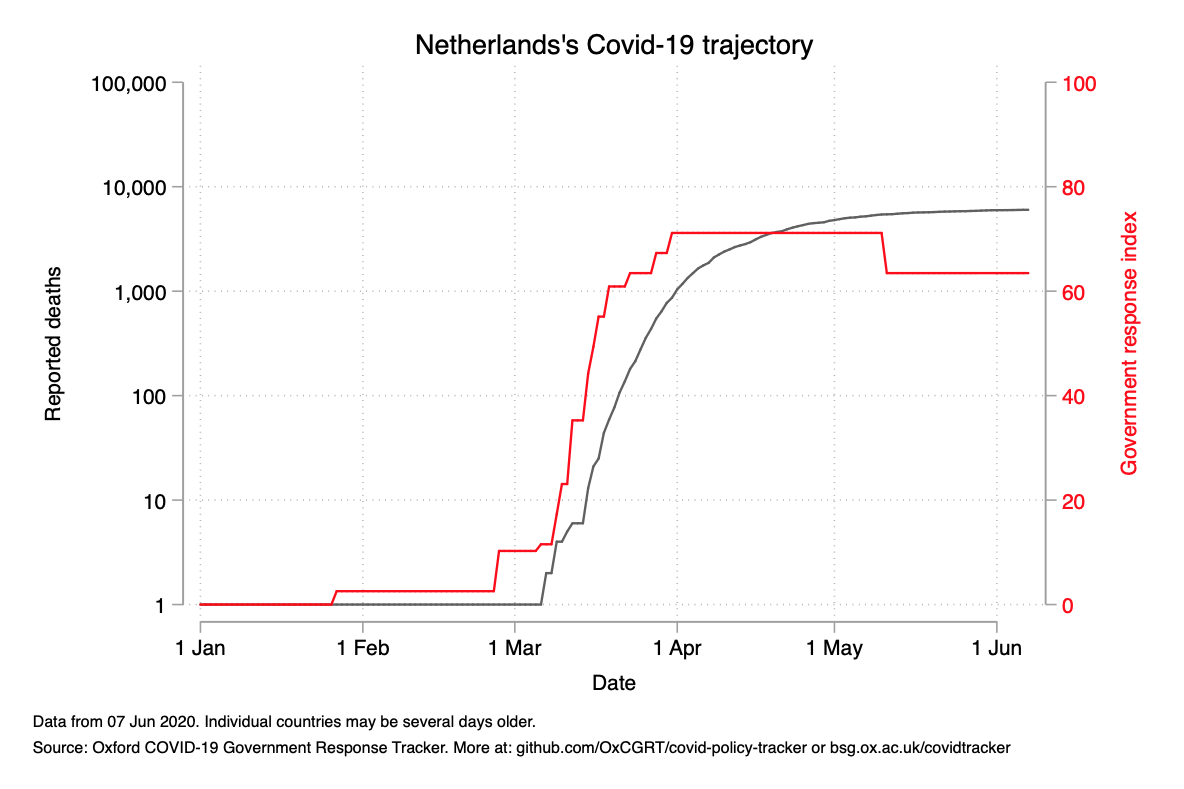 Netherlands's Covid-19 trajectory
100,000
10,000
1,000
100
10
1
Reported deaths
100
80
60
40
20
0
Government response index
1 Jan
1 Feb
1 Mar
1 Apr
1 May
1 Jun
Date
Data from 07 Jun 2020. Individual countries may be several days older.
Source: Oxford COVID-19 Government Response Tracker. More at: github.com/OxCGRT/covid-policy-tracker or bsg.ox.ac.uk/covidtracker